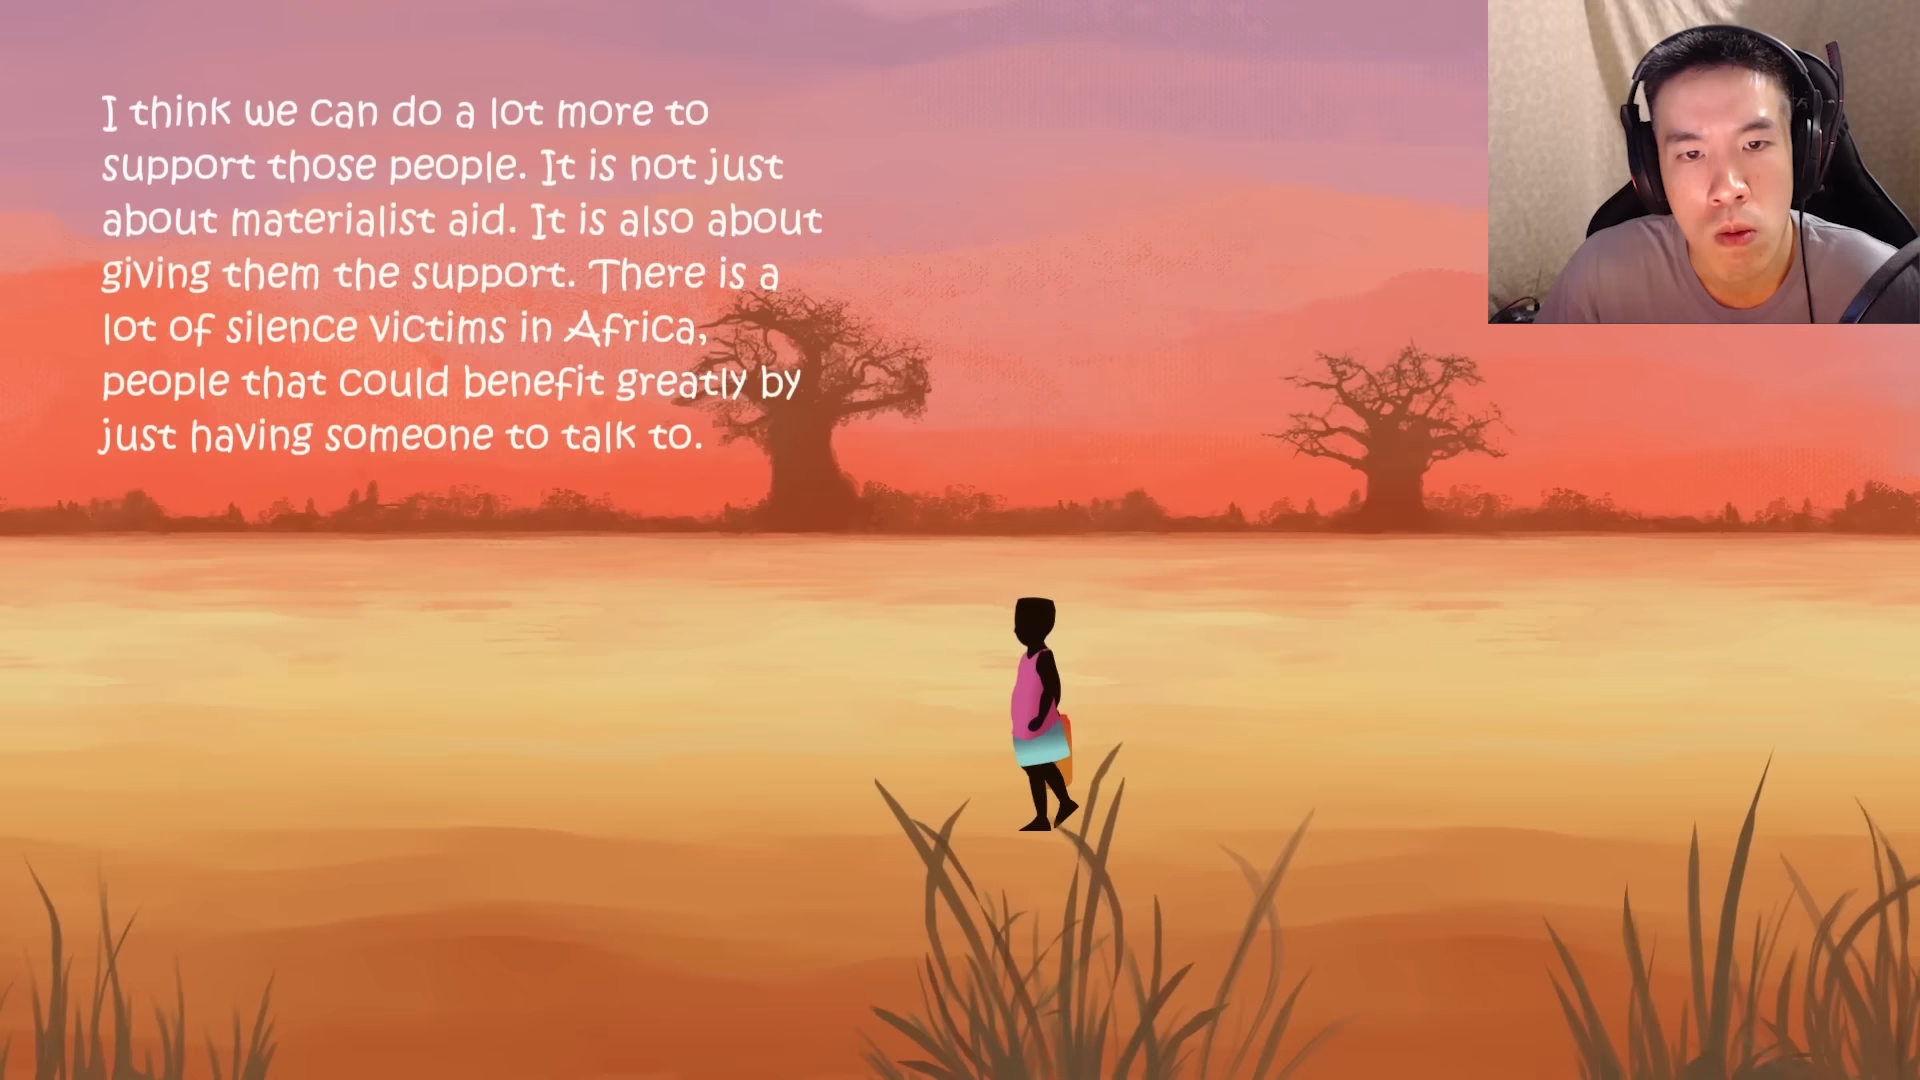 I think we can do a lot more to
support those people. It is not just
about materialist aid. It is also about
giving them the support. There is a
lot of silence victims in Africa,
people that could benefit greatly by
just having someone to talk to.